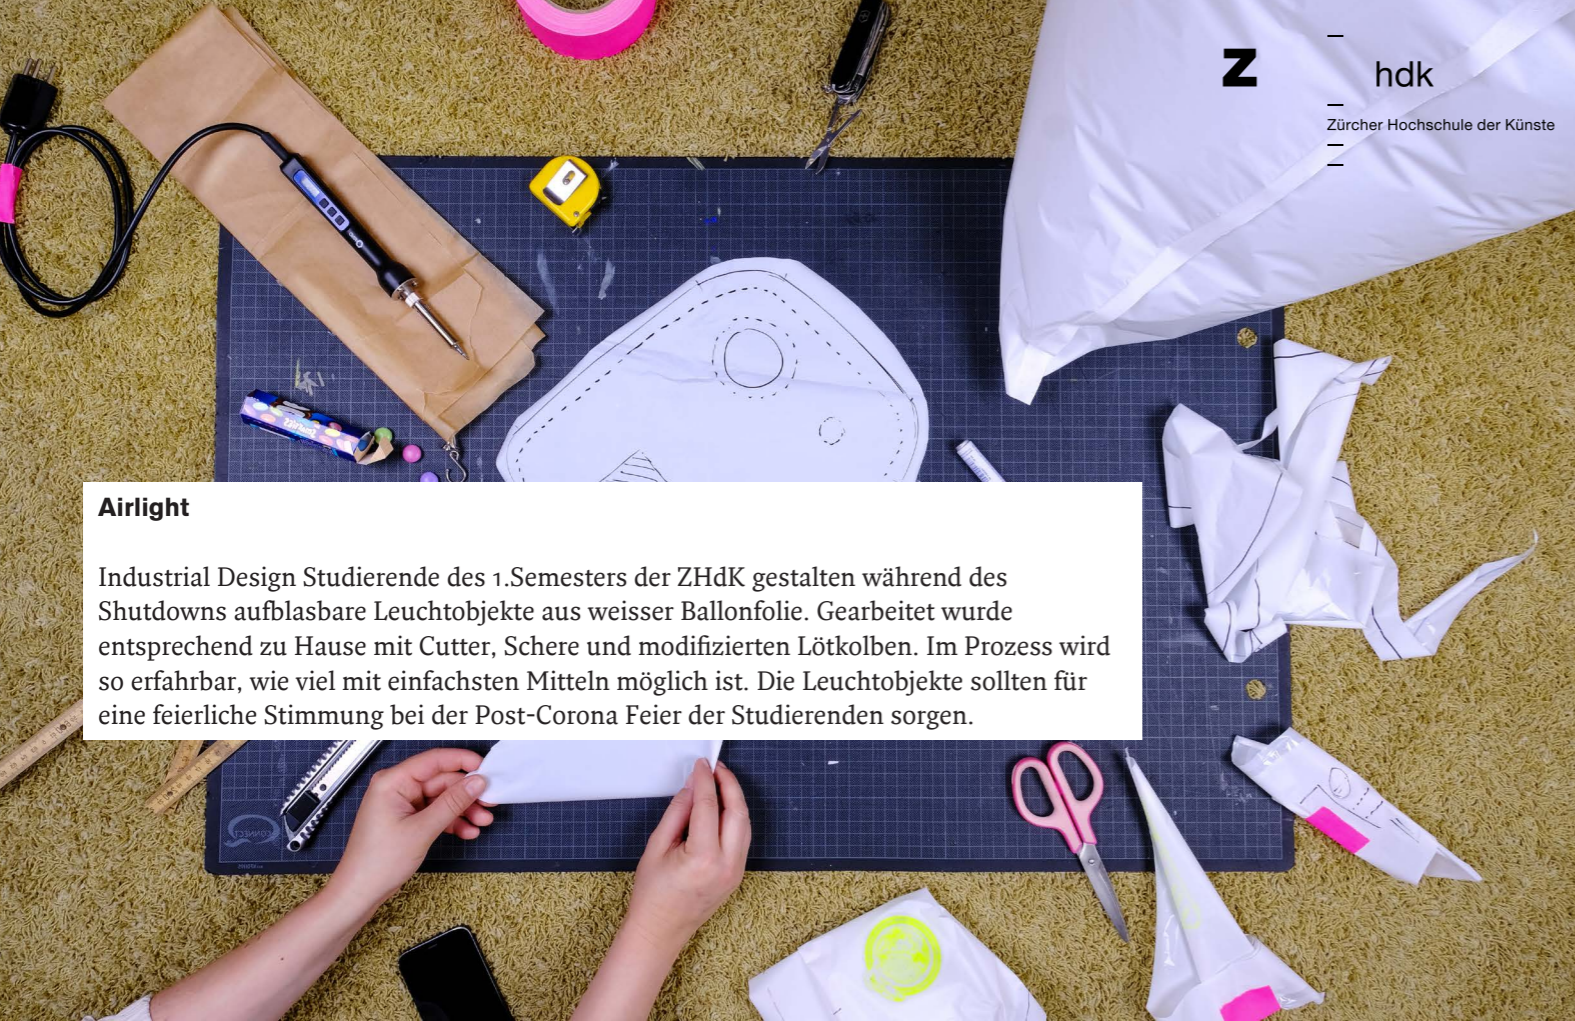 Z hdk
Zürcher Hochschule der Künste
Airlight
Industrial Design Studierende des 1.Semesters der ZHdK gestalten während des
Shutdowns aufblasbare Leuchtobjekte aus weisser Ballonfolie. Gearbeitet wurde
entsprechend zu Hause mit Cutter, Schere und modifizierten Lötkolben. Im Prozess wird
so erfahrbar, wie viel mit einfachsten Mitteln möglich ist. Die Leuchtobjekte sollten für
eine feierliche Stimmung bei der Post-Corona Feier der Studierenden sorgen.
CONNECT